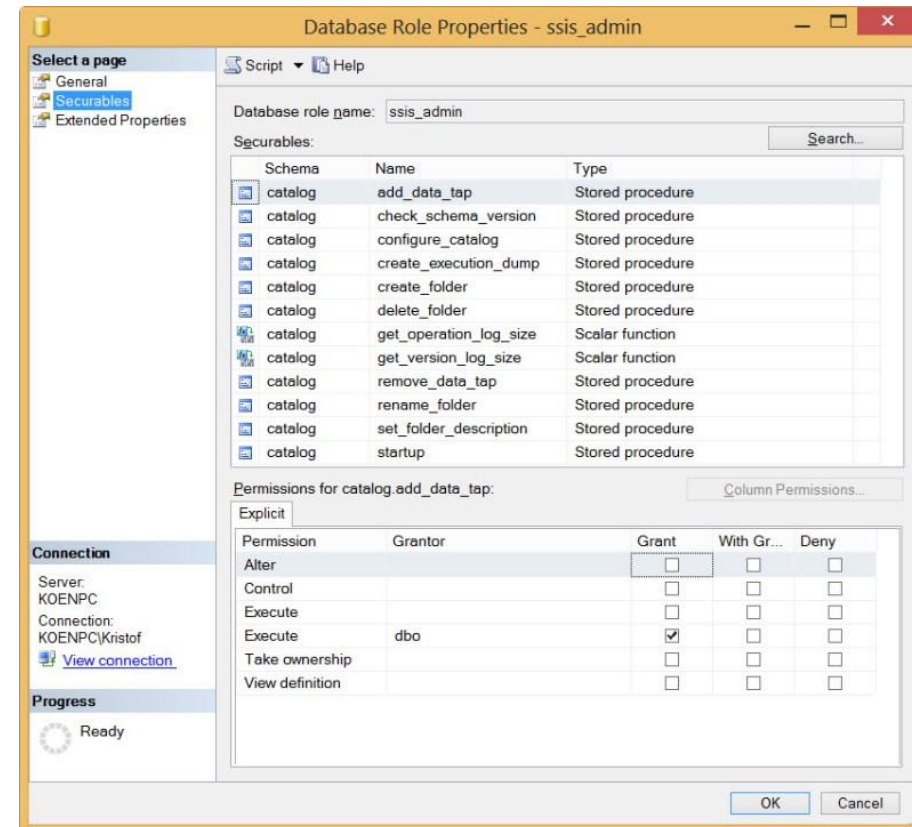 Database Role Properties - ssis_admin
Select a page
General
Securables
Extended Properties
Script Help
Database role name: ssis_admin
Securables: Search...
Schema Name Type
catalog add_data_tap Stored procedure
catalog check_schema_version Stored procedure
catalog configure_catalog Stored procedure
catalog create_execution_dump Stored procedure
catalog create_folder Stored procedure
catalog delete_folder Stored procedure
catalog get_operation_log_size Scalar function
catalog get_version_log_size Scalar function
catalog remove_data_tap Stored procedure
catalog rename_folder Stored procedure
catalog set_folder_description Stored procedure
catalog startup Stored procedure
Permissions for catalog.add_data_tap: Column Permissions...
Explicit
Permission Grantor Grant With Gr... Deny
Alter
Control
Execute
Execute dbo
Take ownership
View definition
Connection
Server:
KOENPC
Connection:
KOENPC\Kristof
View connection
Progress
Ready
OK Cancel